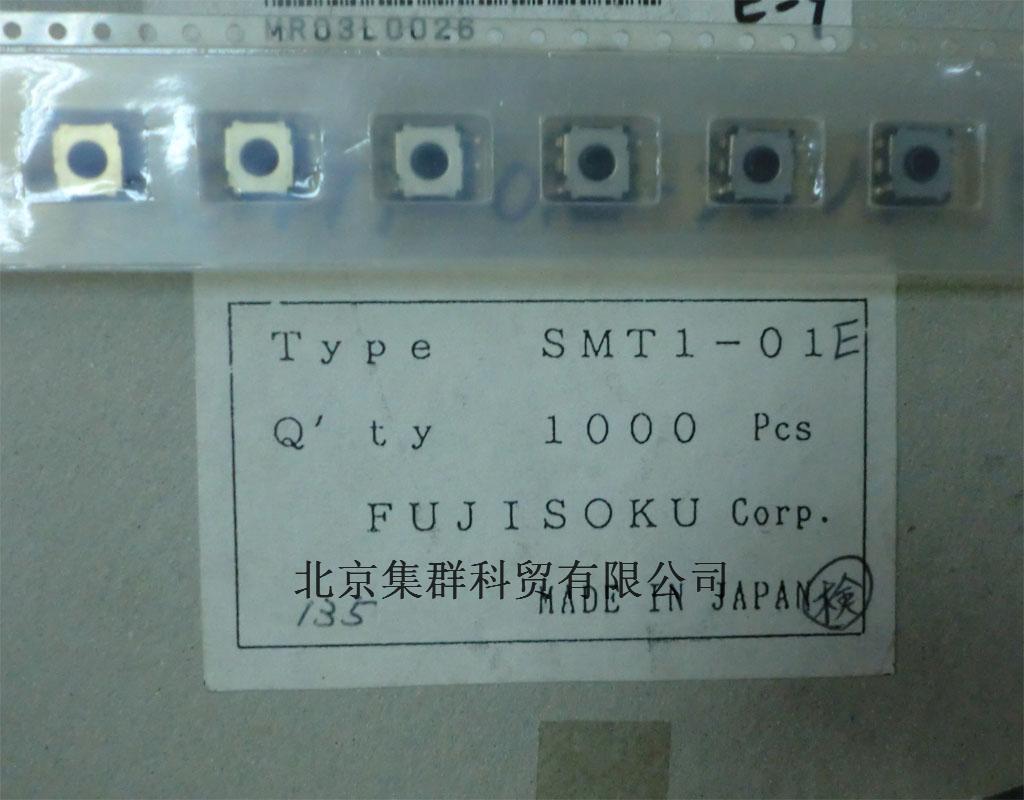 E-9
MR03L0026
Type SMT1-01E
Q'ty 1000 Pcs
FUJISOKU Corp.
北京集群科贸有限公司
135 MADE IN JAPAN 検